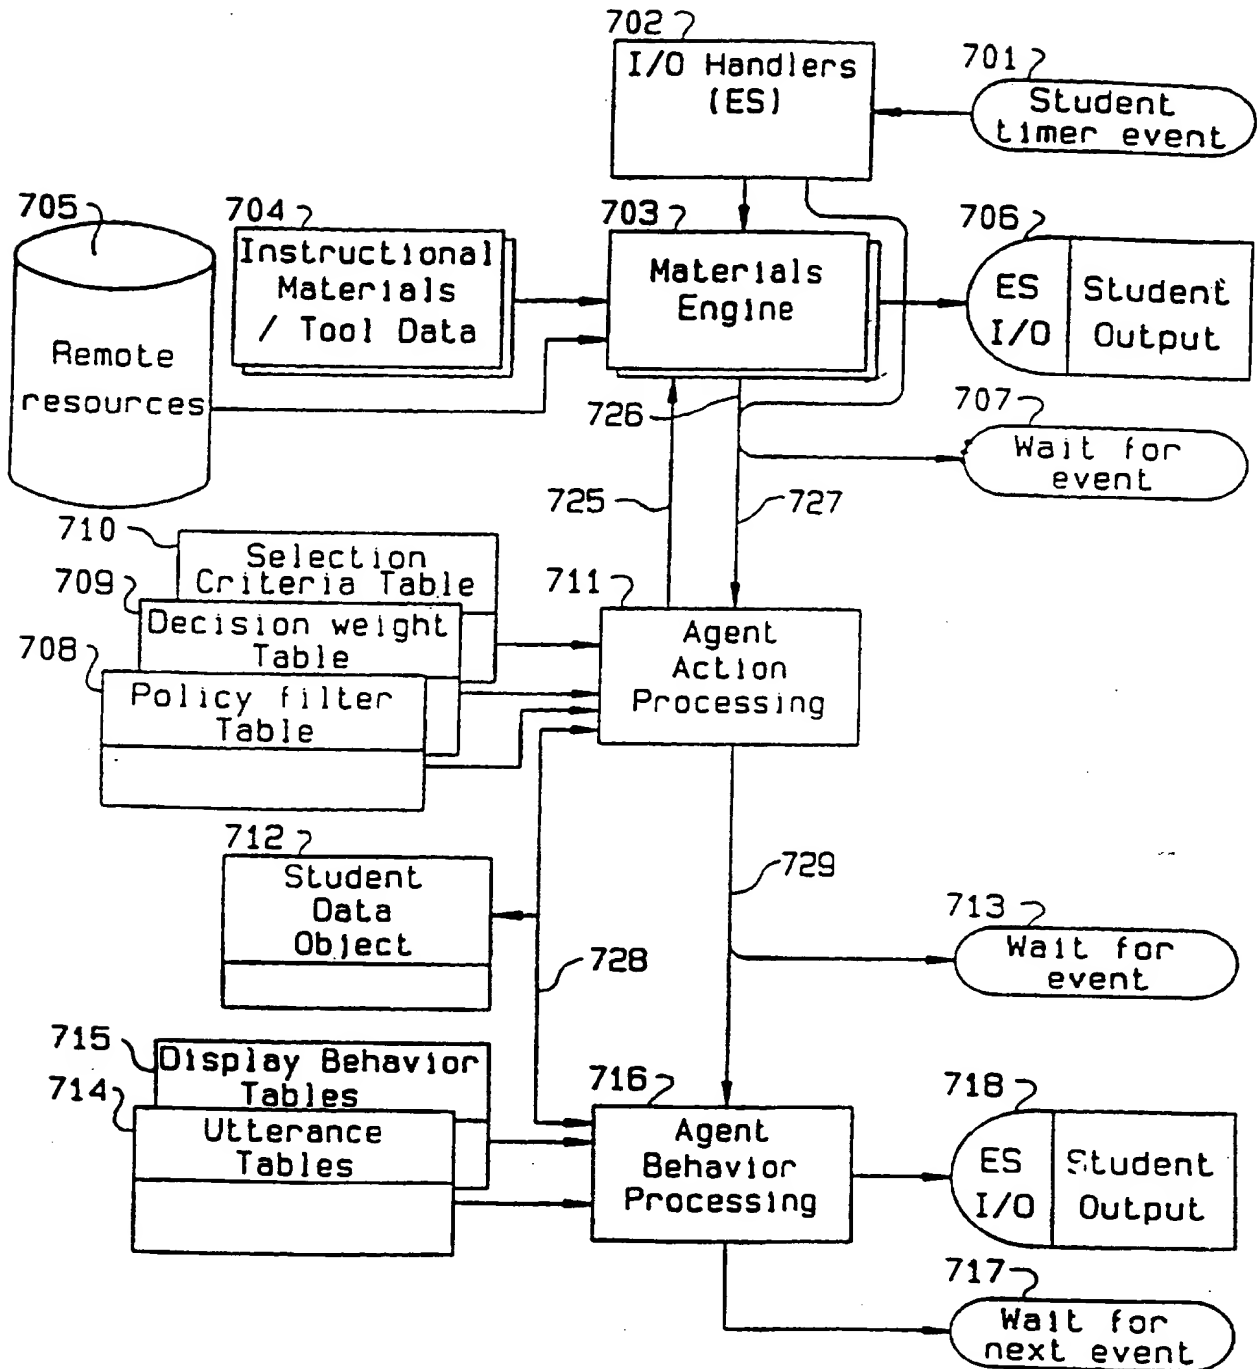 702
I/O Handlers
(ES)
701
Student
timer event
705
Remote
resources
704
Instructional
Materials
/ Tool Data
703
Materials
Engine
706
ES
I/O
Student
Output
726
707
Wait for
event
725
727
710
Selection
Criteria Table
709
Decision weight
Table
708
Policy filter
Table
711
Agent
Action
Processing
712
Student
Data
Object
728
729
713
Wait for
event
715
Display Behavior
Tables
714
Utterance
Tables
716
Agent
Behavior
Processing
718
ES
I/O
Student
Output
717
Wait for
next event